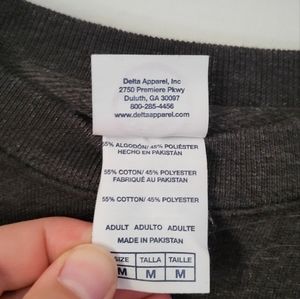 Delta Apparel, Inc
2750 Premiere Pkwy
Duluth, GA 30097
800-285-4456
www.deltaapparel.com
55% ALGODÓN/ 45% POLIÉSTER
HECHO EN PAKISTÁN
55% COTTON/ 45% POLYESTER
FABRIQUÉ AU PAKISTAN
55% COTTON/ 45% POLYESTER
ADULT ADULTO ADULTE
MADE IN PAKISTAN
SIZE TALLA TAILLE
M M M